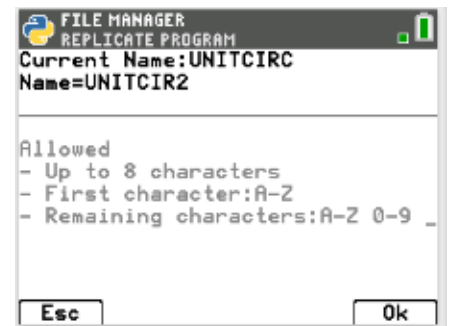 FILE MANAGER
REPLICATE PROGRAM
Current Name:UNITCIRC
Name=UNITCIR2
Allowed
- Up to 8 characters
- First character:A-Z
- Remaining characters:A-Z 0-9 _
Esc Ok